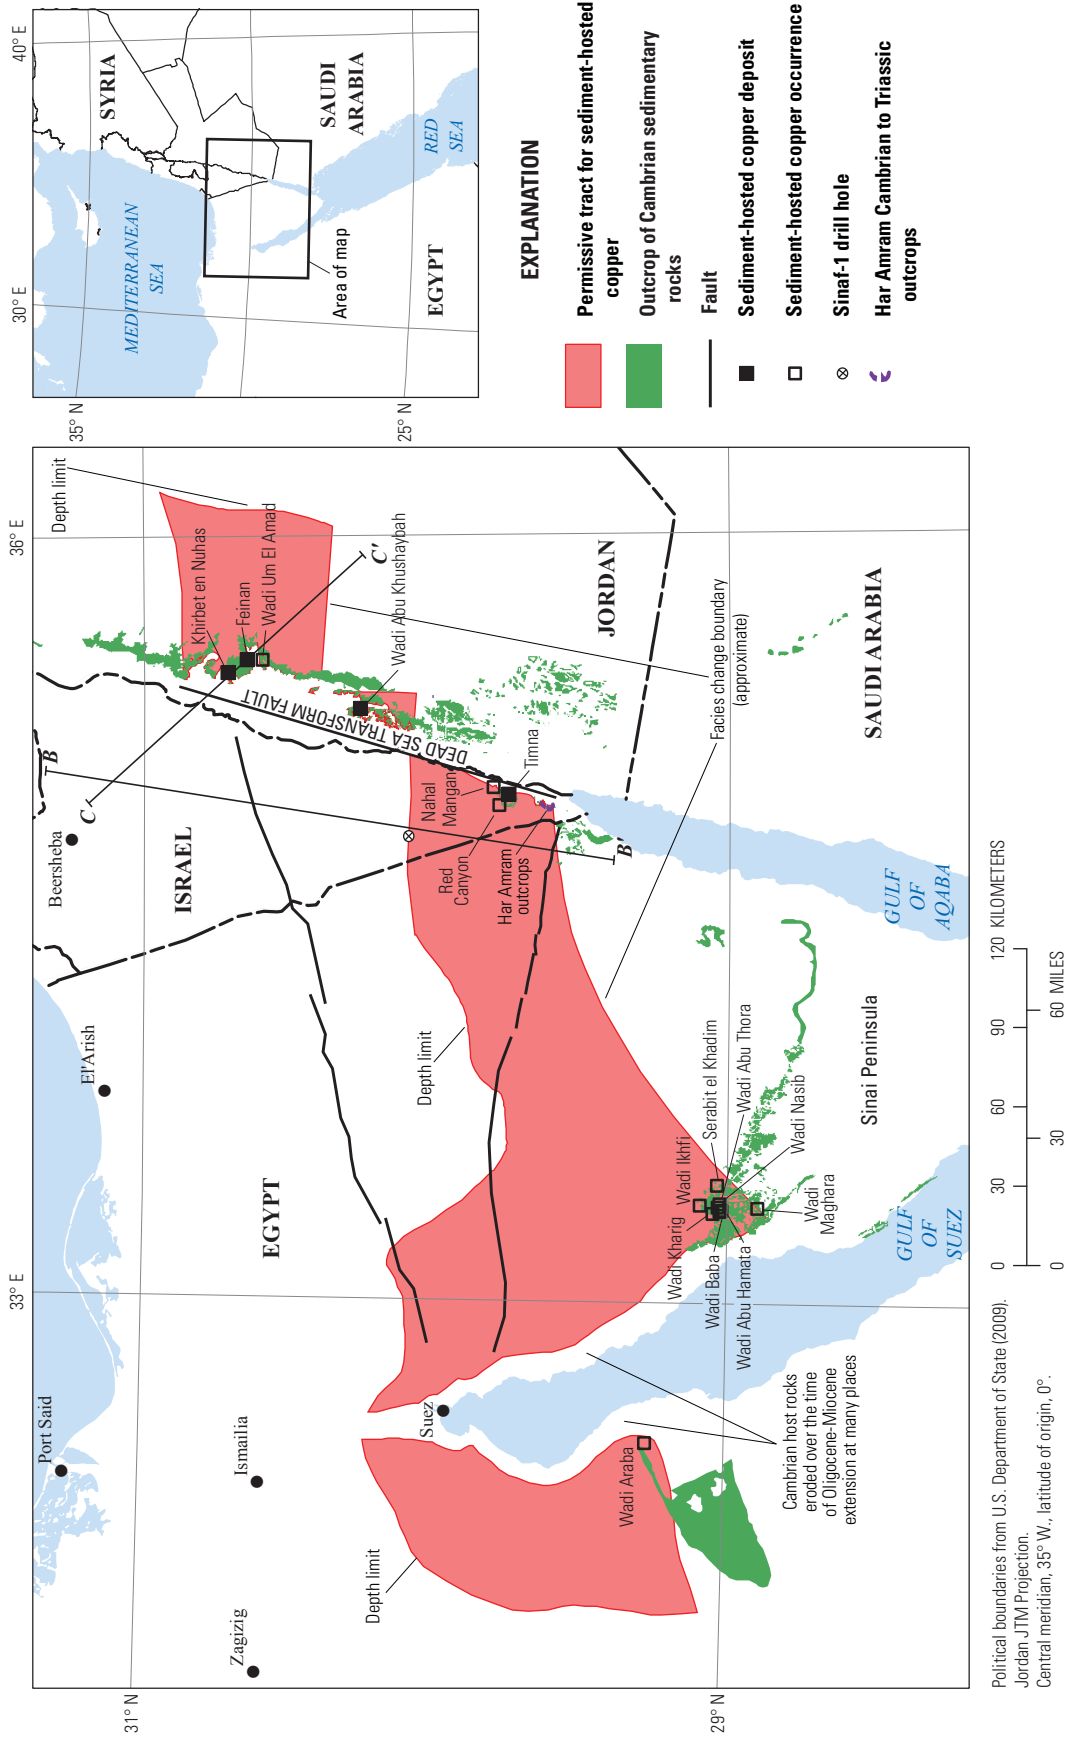 30° E
40° E
35° N
25° N
MEDITERRANEAN
SEA
SYRIA
SAUDI
ARABIA
RED
SEA
EGYPT
Area of map
EXPLANATION
Permissive tract for sediment-hosted
copper
Outcrop of Cambrian sedimentary
rocks
Fault
Sediment-hosted copper deposit
Sediment-hosted copper occurrence
Sinaf-1 drill hole
Har Amram Cambrian to Triassic
outcrops
33° E
36° E
31° N
29° N
Port Said
El'Arish
Beersheba
B
C
Depth limit
Khirbet en Nuhas
Feinan
Wadi Um El Amad
C'
Wadi Abu Khushaybah
DEAD SEA TRANSFORM FAULT
ISRAEL
Zagizig
Ismailia
EGYPT
Suez
Depth limit
Depth limit
Nahal
Mangan
Red
Canyon
Timna
Har Amram
outcrops
B'
JORDAN
Facies change boundary
(approximate)
Wadi Araba
Cambrian host rocks
eroded over the time
of Oligocene-Miocene
extension at many places
Wadi Kharig
Wadi Ikhfi
Serabit el Khadim
Wadi Baba
Wadi Abu Thora
Wadi Abu Hamata
Wadi Nasib
Wadi
Maghara
Sinai Peninsula
GULF
OF
SUEZ
GULF
OF
AQABA
SAUDI ARABIA
Political boundaries from U.S. Department of State (2009).
Jordan JTM Projection.
Central meridian, 35° W., latitude of origin, 0°.
0 30 60 90 120 KILOMETERS
0 30 60 MILES